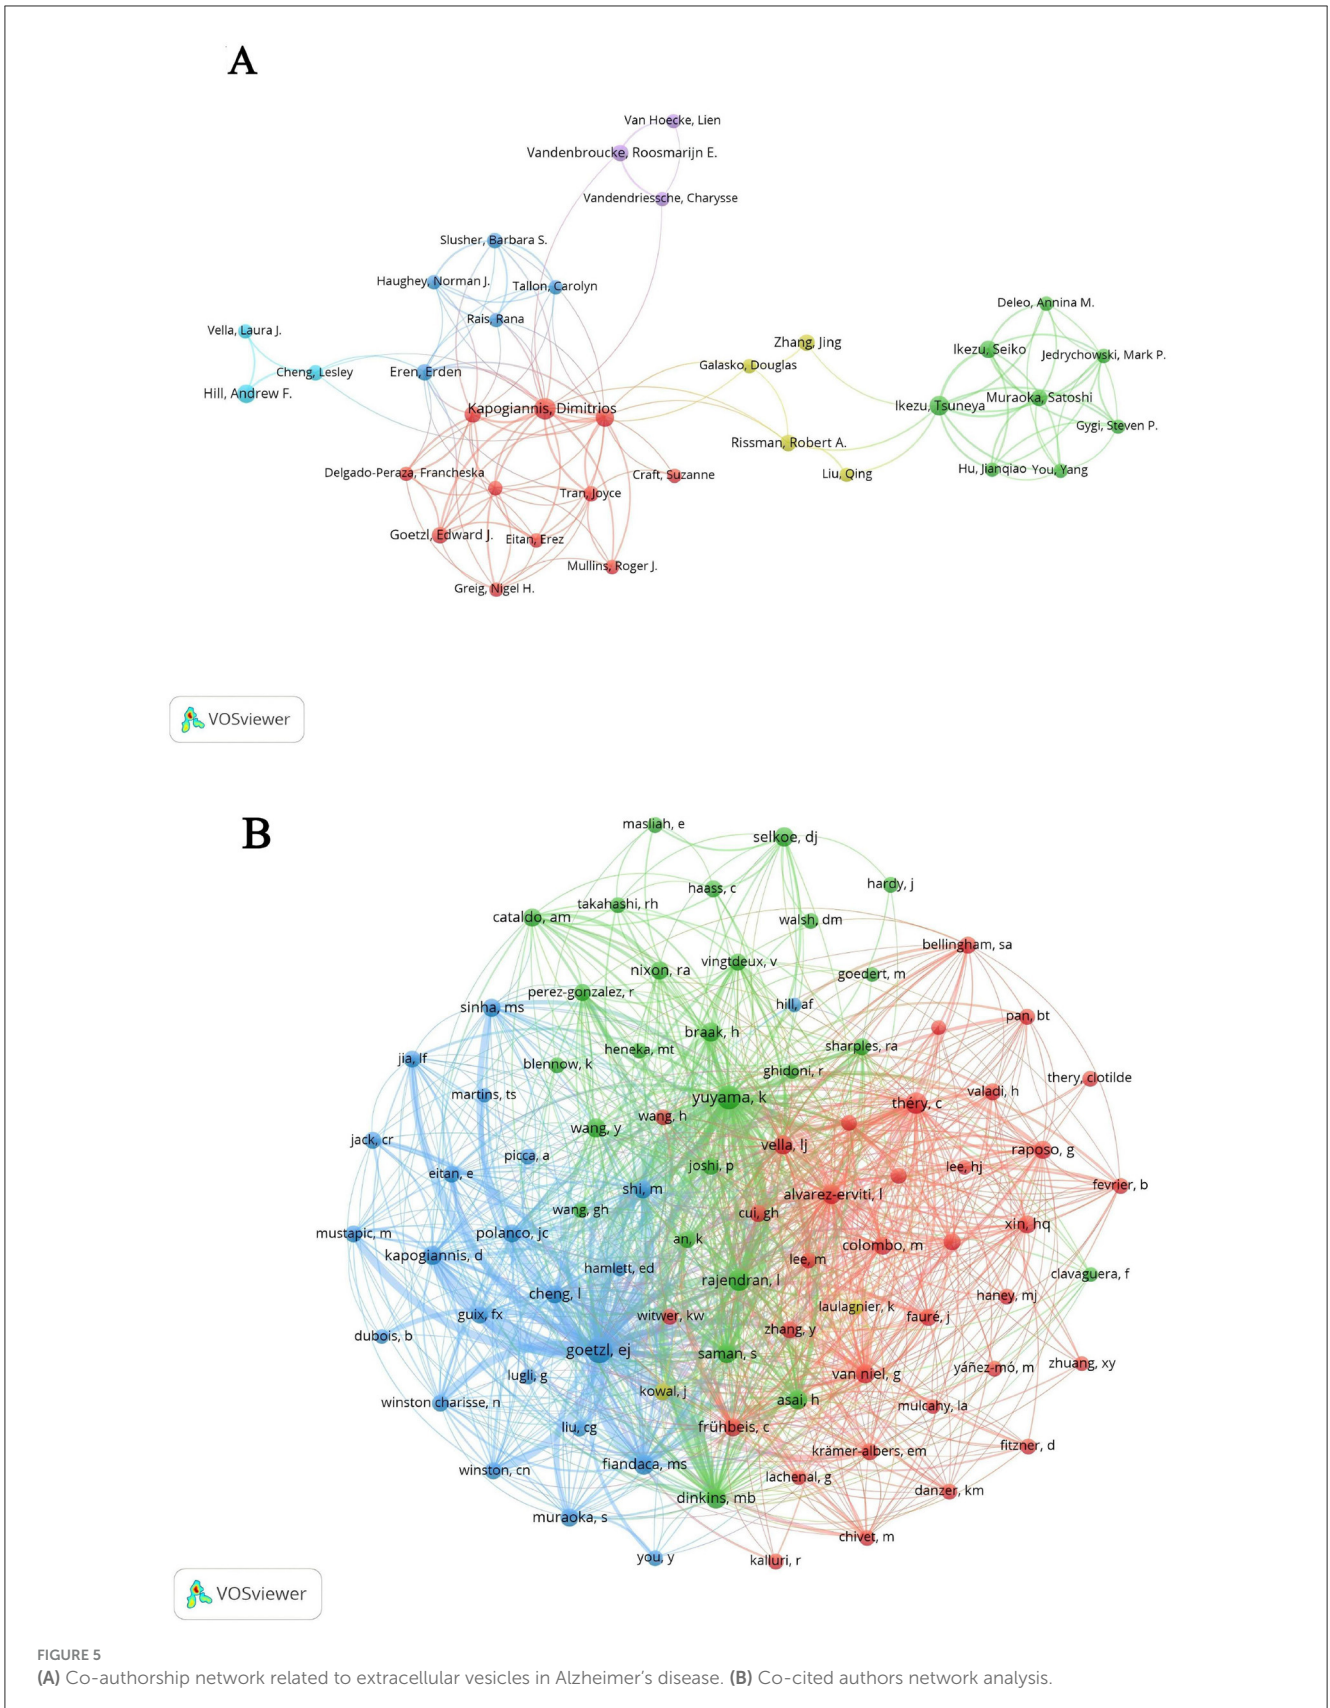 A
Van Hoecke, Lien
Vandenbroucke, Roosmarijn E.
Vandendriessche, Charysse
Slusher, Barbara S.
Haughey, Norman J.
Tallon, Carolyn
Rais, Rana
Vella, Laura J.
Cheng, Lesley
Hill, Andrew F.
Eren, Erden
Kapogiannis, Dimitrios
Delgado-Peraza, Francheska
Tran, Joyce
Craft, Suzanne
Goetzl, Edward J.
Eitan, Erez
Mullins, Roger J.
Greig, Nigel H.
Zhang, Jing
Galasko, Douglas
Rissman, Robert A.
Liu, Qing
Deleo, Annina M.
Ikezu, Seiko
Jedrychowski, Mark P.
Ikezu, Tsuneya
Muraoka, Satoshi
Gygi, Steven P.
Hu, Jianqiao
You, Yang
VOSviewer
B
masliah, e
selkoe, dj
haass, c
hardy, j
takahashi, rh
cataldo, am
walsh, dm
bellingham, sa
vingtdeux, v
nixon, ra
goedert, m
perez-gonzalez, r
hill, af
sinha, ms
pan, bt
braak, h
sharples, ra
heneka, mt
jia, lf
blennow, k
ghidoni, r
thery, clotilde
martins, ts
yuyama, k
valadi, h
théry, c
wang, h
wang, y
jack, cr
vella, lj
raposo, g
picca, a
joshi, p
lee, hj
eitan, e
shi, m
alvarez-erviti, l
fevrier, b
wang, gh
cui, gh
xin, hq
mustapic, m
polanco, jc
an, k
colombo, m
kapogiannis, d
lee, m
hamlett, ed
rajendran, l
clavaguera, f
cheng, l
haney, mj
laulagnier, k
guix, fx
witwer, kw
fauré, j
zhang, y
dubois, b
goetzl, ej
saman, s
zhuang, xy
lugli, g
van niel, g
yáñez-mó, m
kowal, j
winston charisse, n
asai, h
mulcahy, la
liu, cg
frühbeis, c
fitzner, d
krämer-albers, em
fiandaca, ms
winston, cn
lachenal, g
danzer, km
dinkins, mb
muraoka, s
chivet, m
you, y
kalluri, r
VOSviewer
FIGURE 5
(A) Co-authorship network related to extracellular vesicles in Alzheimer's disease. (B) Co-cited authors network analysis.